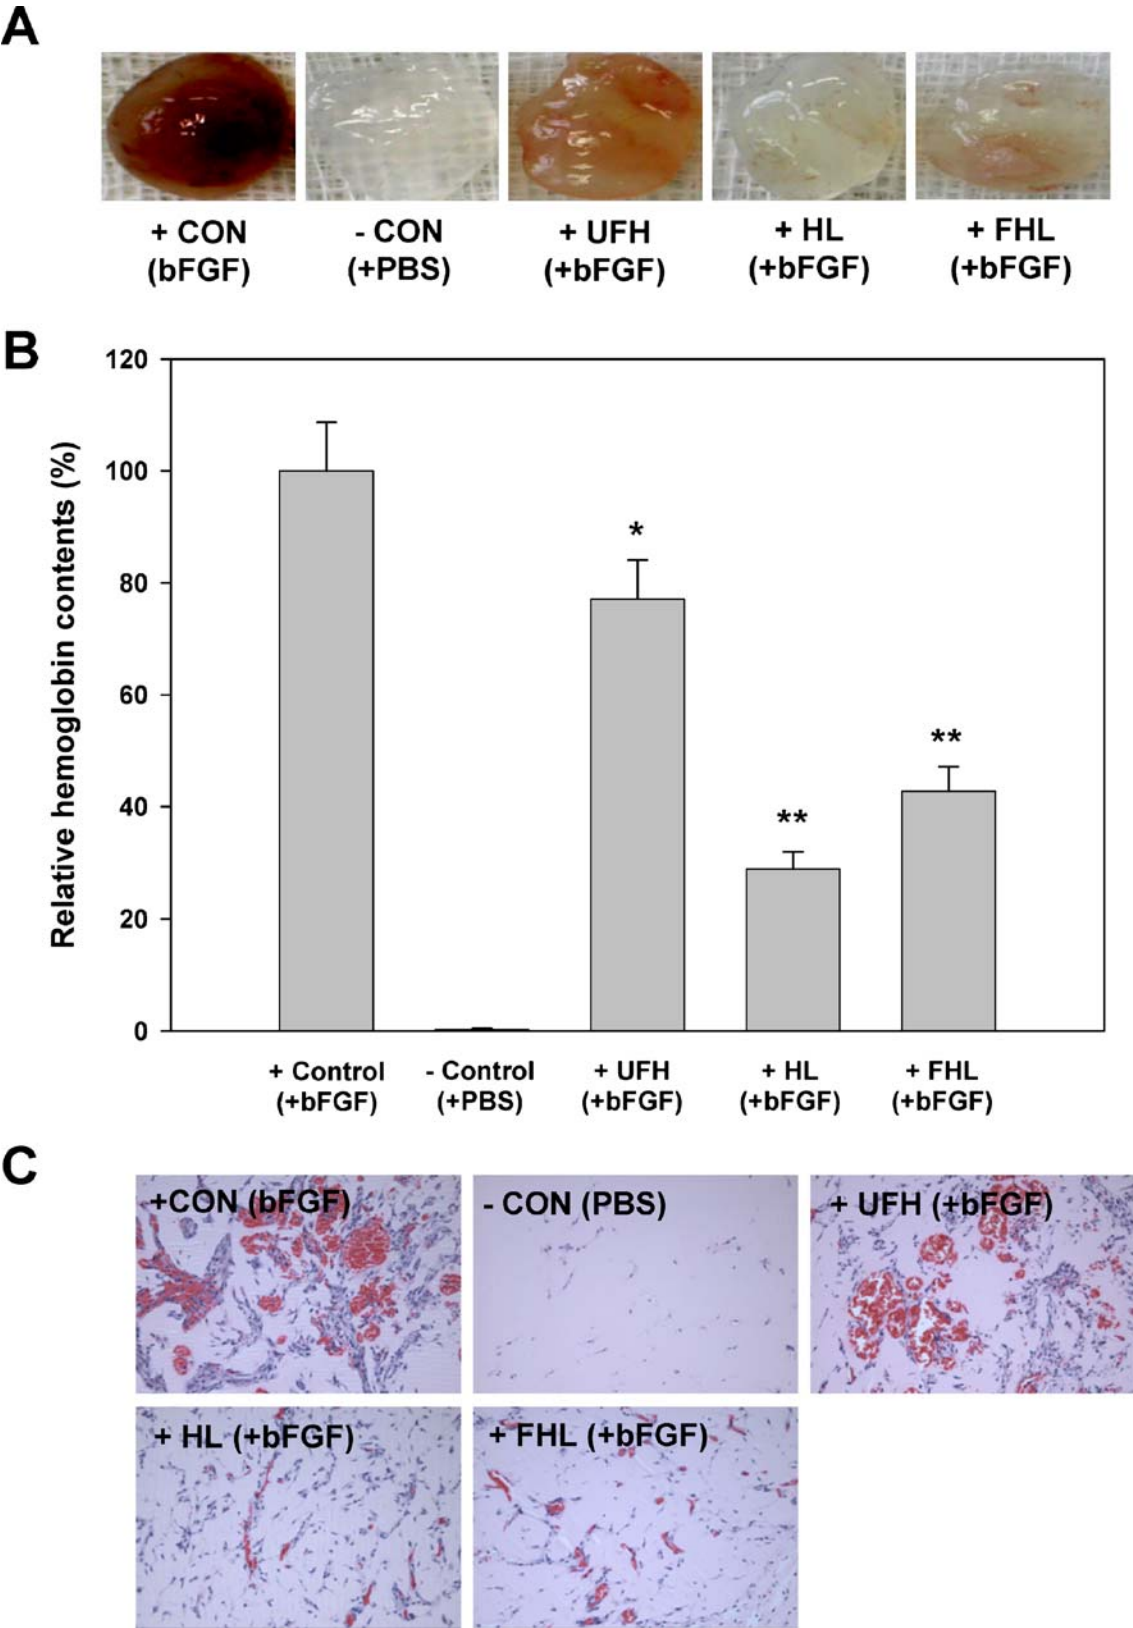 A
+ CON
(bFGF)
- CON
(+PBS)
+ UFH
(+bFGF)
+ HL
(+bFGF)
+ FHL
(+bFGF)
B
Relative hemoglobin contents (%)
120
100
80
60
40
20
0
*
**
**
+ Control
(+bFGF)
- Control
(+PBS)
+ UFH
(+bFGF)
+ HL
(+bFGF)
+ FHL
(+bFGF)
C
+CON (bFGF)
- CON (PBS)
+ UFH (+bFGF)
+ HL (+bFGF)
+ FHL (+bFGF)